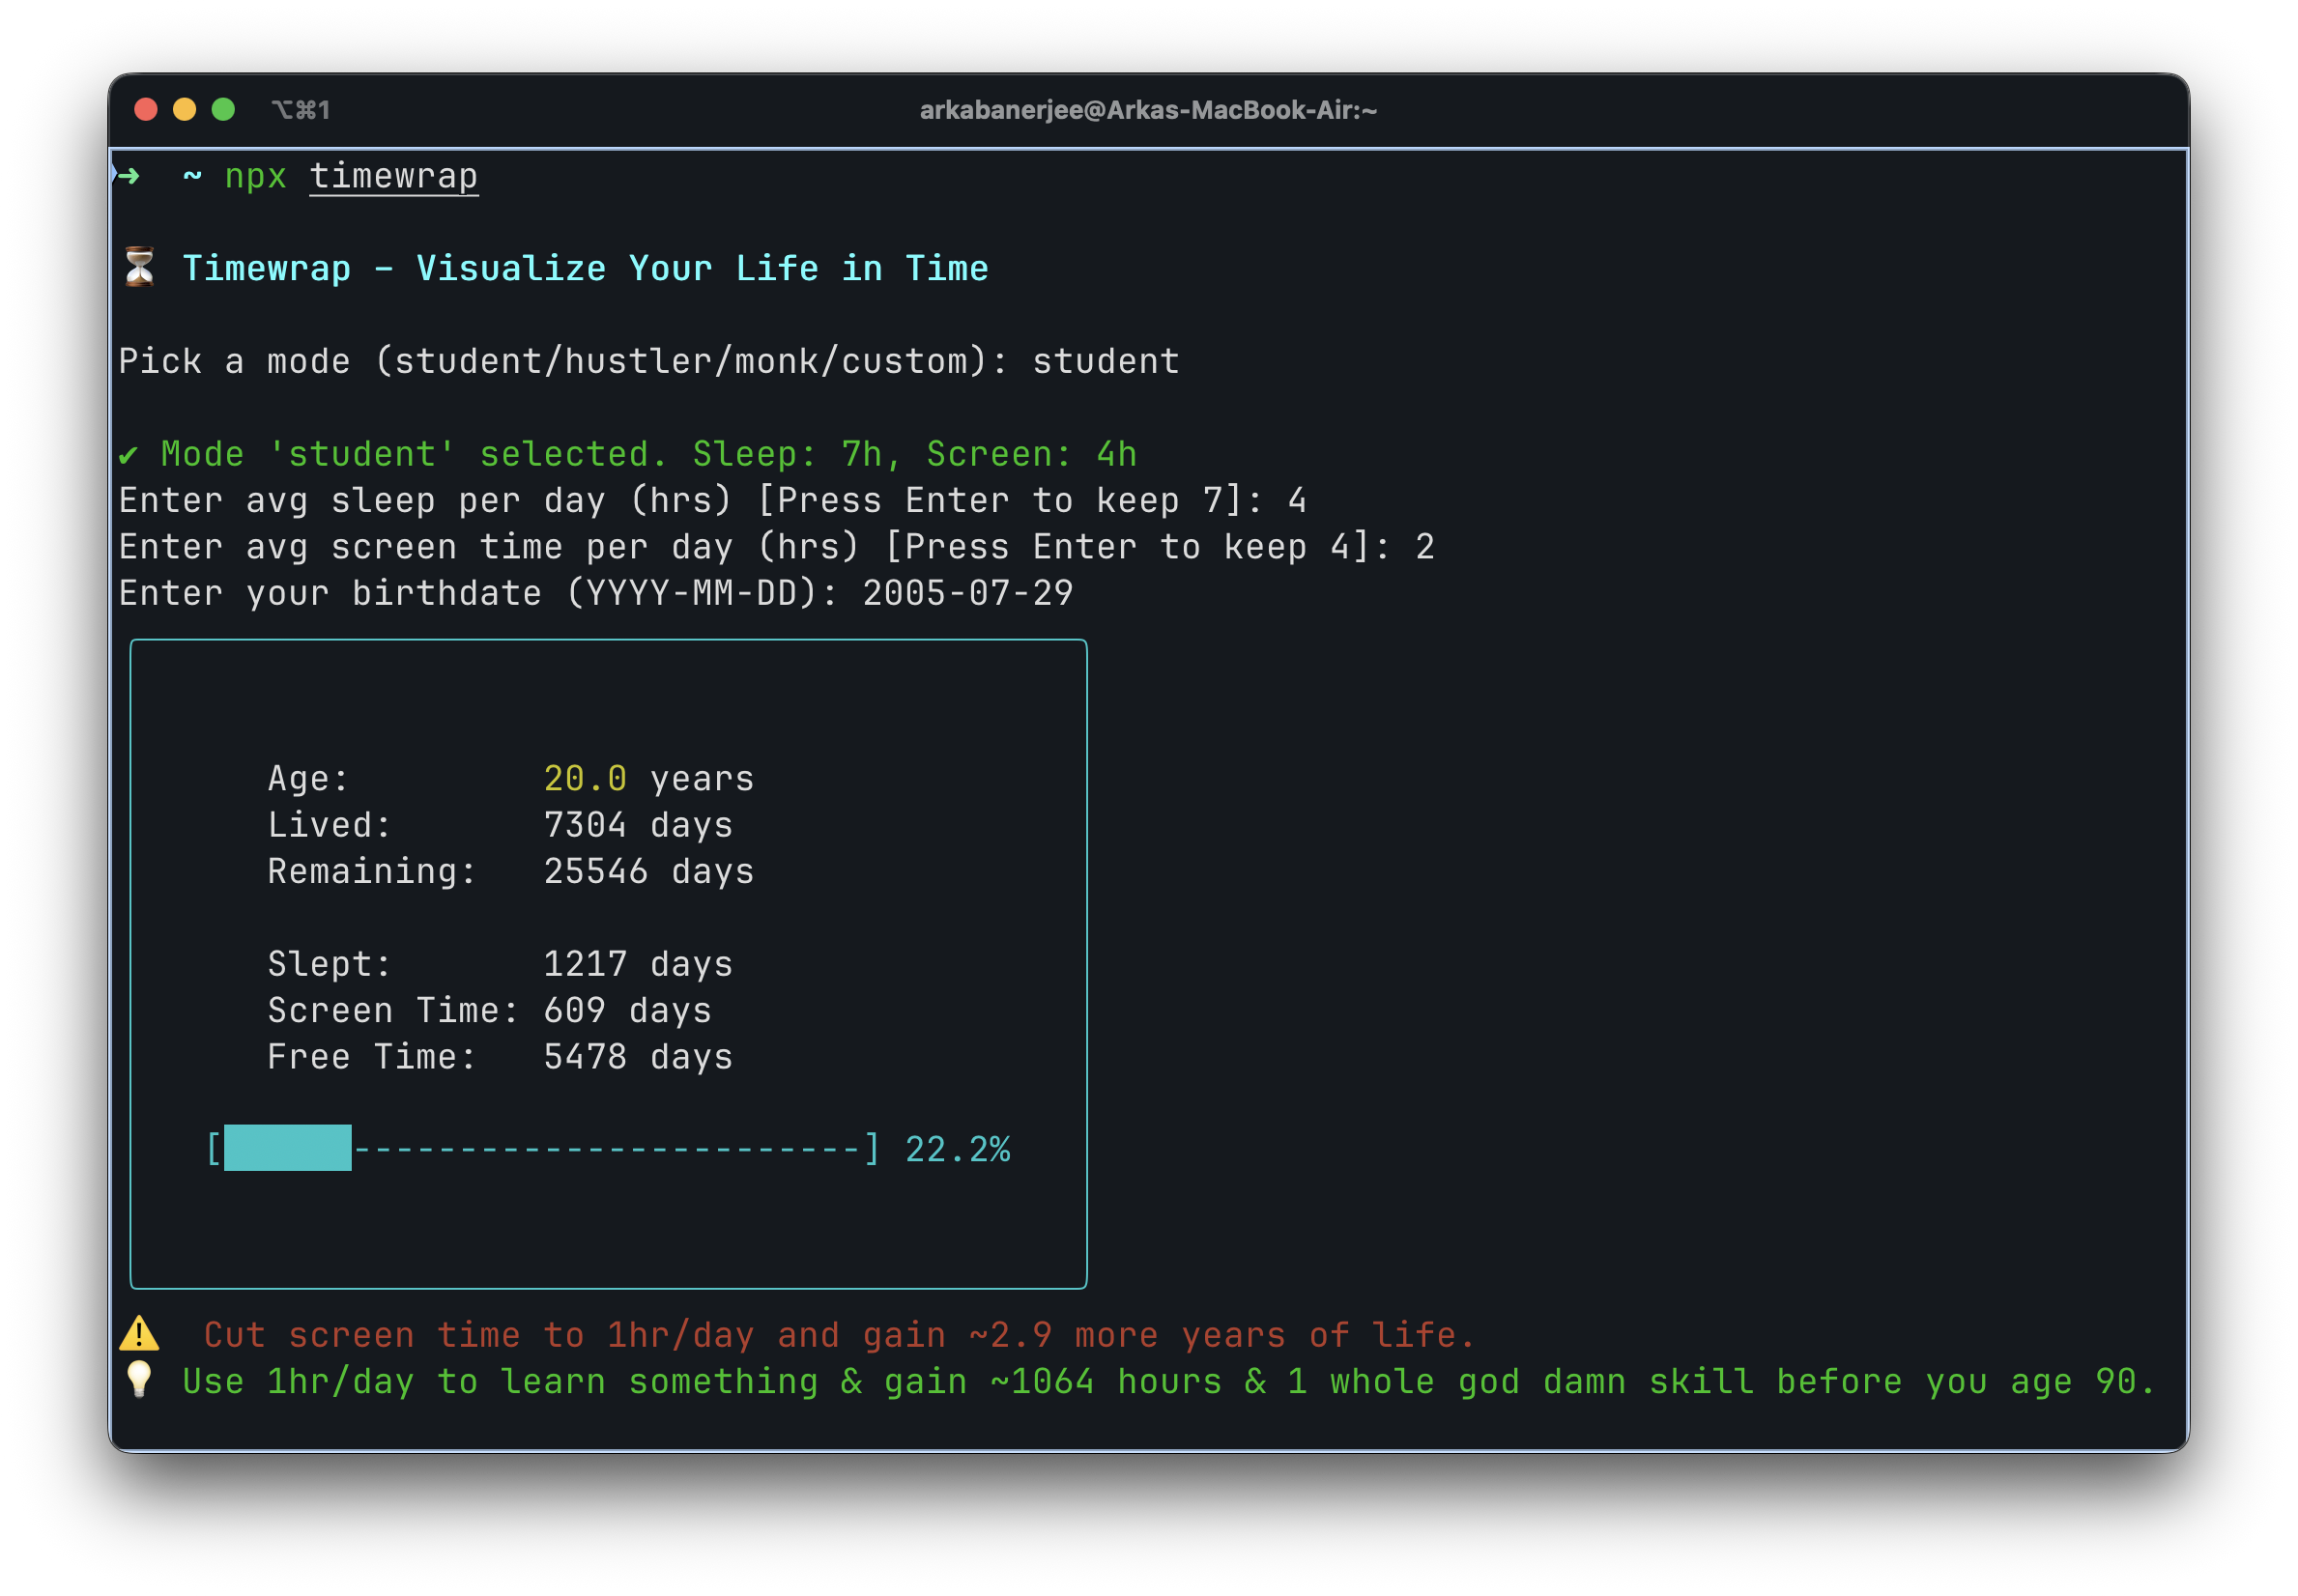 ⌥⌘1 arkabanerjee@Arkas-MacBook-Air:~
➜ ~ npx timewrap
⏳ Timewrap – Visualize Your Life in Time
Pick a mode (student/hustler/monk/custom): student
✔ Mode 'student' selected. Sleep: 7h, Screen: 4h
Enter avg sleep per day (hrs) [Press Enter to keep 7]: 4
Enter avg screen time per day (hrs) [Press Enter to keep 4]: 2
Enter your birthdate (YYYY-MM-DD): 2005-07-29
Age: 20.0 years
Lived: 7304 days
Remaining: 25546 days
Slept: 1217 days
Screen Time: 609 days
Free Time: 5478 days
[██████------------------------] 22.2%
⚠️ Cut screen time to 1hr/day and gain ~2.9 more years of life.
💡 Use 1hr/day to learn something & gain ~1064 hours & 1 whole god damn skill before you age 90.